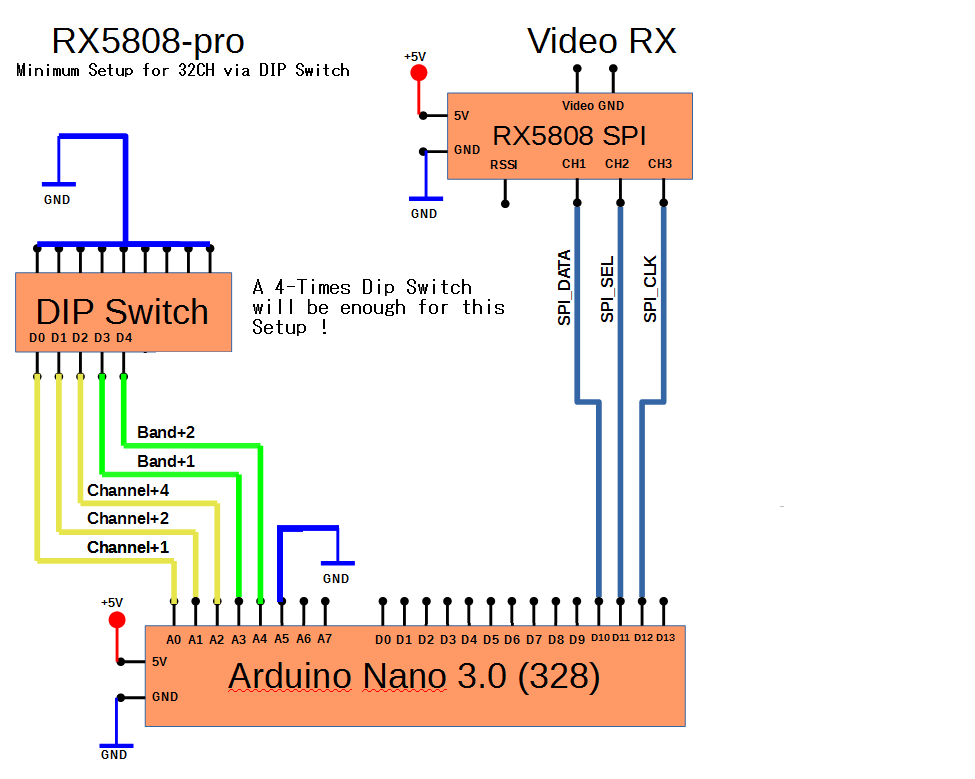 RX5808-pro
Minimum Setup for 32CH via DIP Switch
Video RX
+5V
Video GND
5V
RX5808 SPI
GND
RSSI CH1 CH2 CH3
GND
GND
SPI_DATA
SPI_SEL
SPI_CLK
DIP Switch
D0 D1 D2 D3 D4
A 4-Times Dip Switch
will be enough for this
Setup !
Band+2
Band+1
Channel+4
Channel+2
Channel+1
GND
+5V
A0 A1 A2 A3 A4 A5 A6 A7 D0 D1 D2 D3 D4 D5 D6 D7 D8 D9 D10 D11 D12 D13
5V
Arduino Nano 3.0 (328)
GND
GND